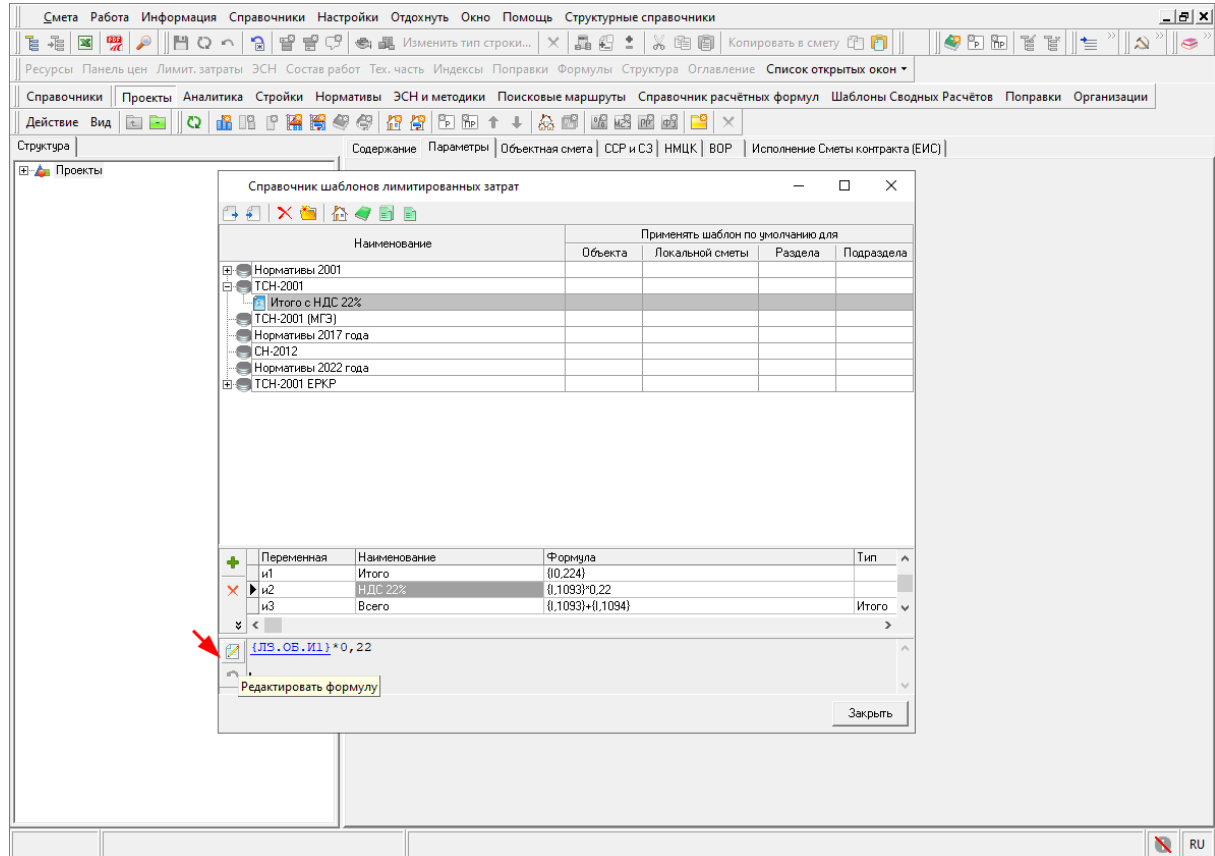 Смета Работа Информация Справочники Настройки Отдохнуть Окно Помощь Структурные справочники
Изменить тип строки... Копировать в смету
Ресурсы Панель цен Лимит. затраты ЭСН Состав работ Тех. часть Индексы Поправки Формулы Структура Оглавление Список открытых окон
Справочники Проекты Аналитика Стройки Нормативы ЭСН и методики Поисковые маршруты Справочник расчётных формул Шаблоны Сводных Расчётов Поправки Организации
Действие Вид
Структура Содержание Параметры Объектная смета ССР и СЗ НМЦК ВОР Исполнение Сметы контракта (ЕИС)
Проекты
Справочник шаблонов лимитированных затрат
Наименование Применять шаблон по умолчанию для
Объекта Локальной сметы Раздела Подраздела
Нормативы 2001
ТСН-2001
Итого с НДС 22%
ТСН-2001 (МГЭ)
Нормативы 2017 года
СН-2012
Нормативы 2022 года
ТСН-2001 ЕРКР
Переменная Наименование Формула Тип
и1 Итого {I0,224}
и2 НДС 22% {I,1093}*0,22
и3 Всего {I,1093}+{I,1094} Итого
{ЛЗ.ОВ.И1}*0,22
Редактировать формулу
Закрыть
RU